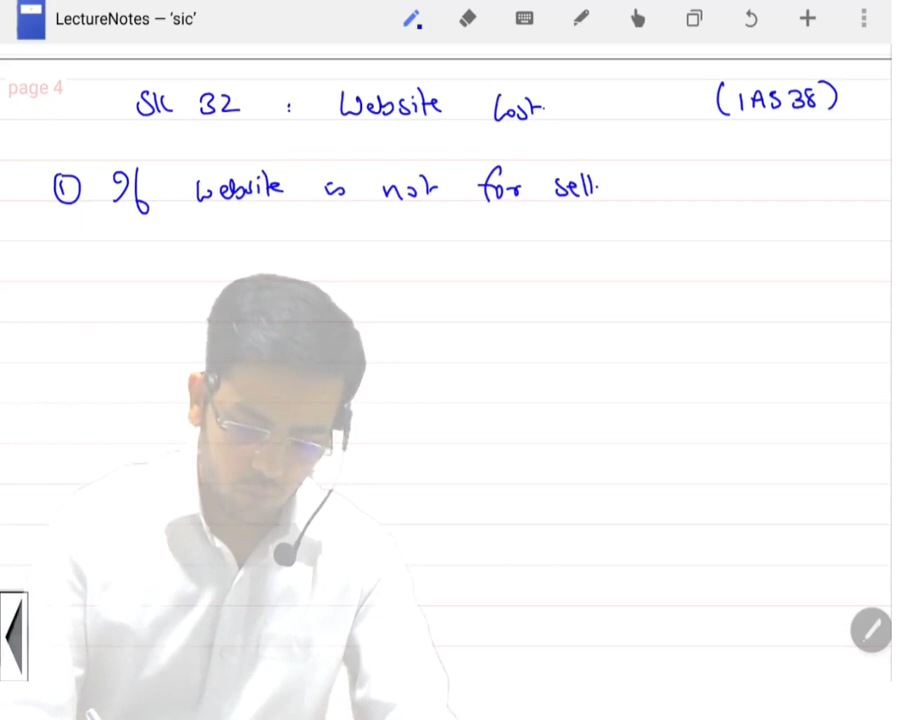 LectureNotes – ‘sic’
page 4
SIC 32 : Website Cost. (IAS 38)
① If website is not for sell.